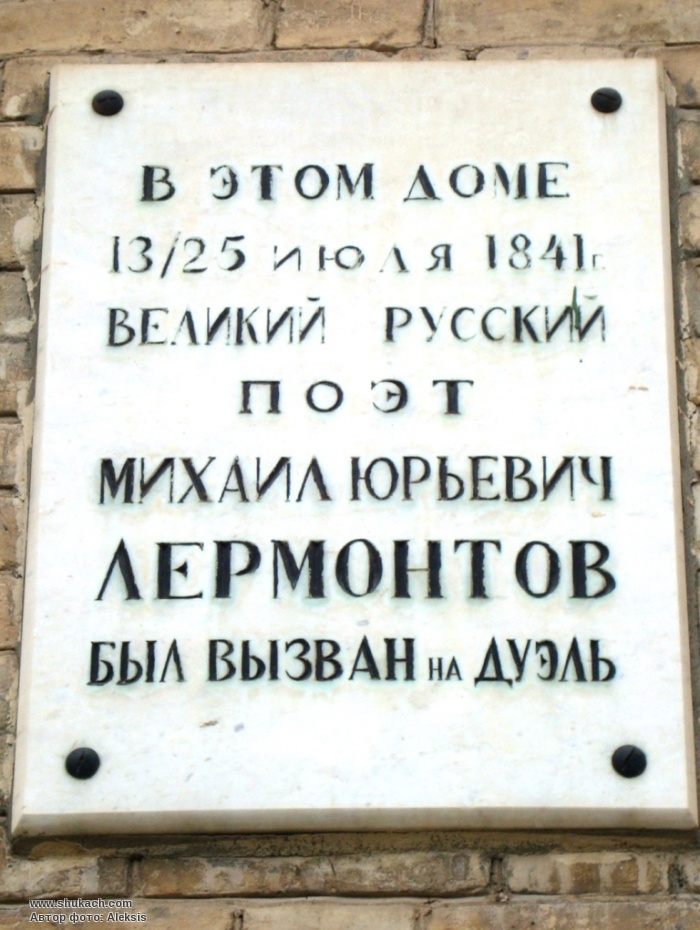 В ЭТОМ ДОМЕ
13/25 ИЮЛЯ 1841г.
ВЕЛИКИЙ РУССКИЙ
ПОЭТ
МИХАИЛ ЮРЬЕВИЧ
ЛЕРМОНТОВ
БЫЛ ВЫЗВАН НА ДУЭЛЬ
www.shukach.com
Автор фото: Aleksis